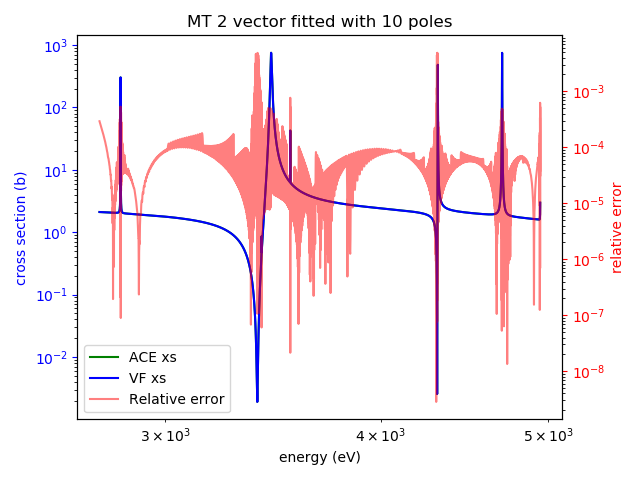 MT 2 vector fitted with 10 poles
10³
10²
10¹
10⁰
10⁻¹
10⁻²
cross section (b)
10⁻³
10⁻⁴
10⁻⁵
10⁻⁶
10⁻⁷
10⁻⁸
relative error
ACE xs
VF xs
Relative error
3 × 10³
4 × 10³
5 × 10³
energy (eV)